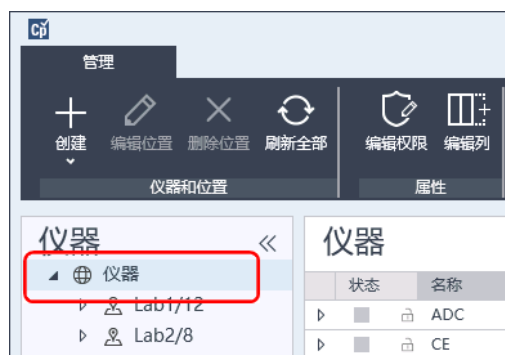 Cp
管理
创建 编辑位置 删除位置 刷新全部 编辑权限 编辑列
仪器和位置 属性
仪器 仪器
仪器
状态 名称
Lab1/12
ADC
Lab2/8
CE